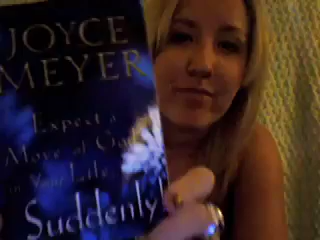 JOYCE
MEYER
Expect a
Move of God
in Your Life
Suddenly!